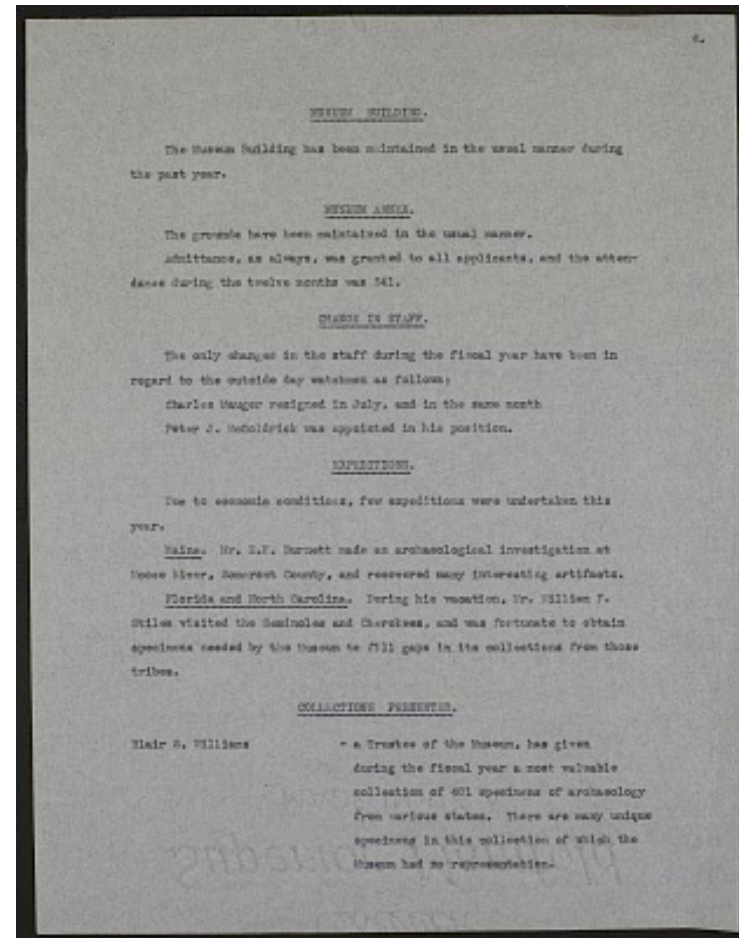 MUSEUM BUILDING.
The Museum Building has been maintained in the usual manner during
the past year.
MUSEUM ANNEX.
The grounds have been maintained in the usual manner.
Admittance, as always, was granted to all applicants, and the atten-
dance during the twelve months was 341.
CHANGE IN STAFF.
The only changes in the staff during the fiscal year have been in
regard to the outside day watchmen as follows:
Charles Mauger resigned in July, and in the same month
Peter J. McGoldrick was appointed in his position.
EXPEDITIONS.
Due to economic conditions, few expeditions were undertaken this
year.
Maine. Mr. E.K. Burnett made an archaeological investigation at
Moose River, Somerset County, and recovered many interesting artifacts.
Florida and North Carolina. During his vacation, Mr. William F.
Stiles visited the Seminoles and Cherokees, and was fortunate to obtain
specimens needed by the Museum to fill gaps in its collections from those
tribes.
COLLECTIONS PRESENTED.
Blair S. Williams - a Trustee of the Museum, has given
during the fiscal year a most valuable
collection of 401 specimens of archaeology
from various states. There are many unique
specimens in this collection of which the
Museum had no representation.